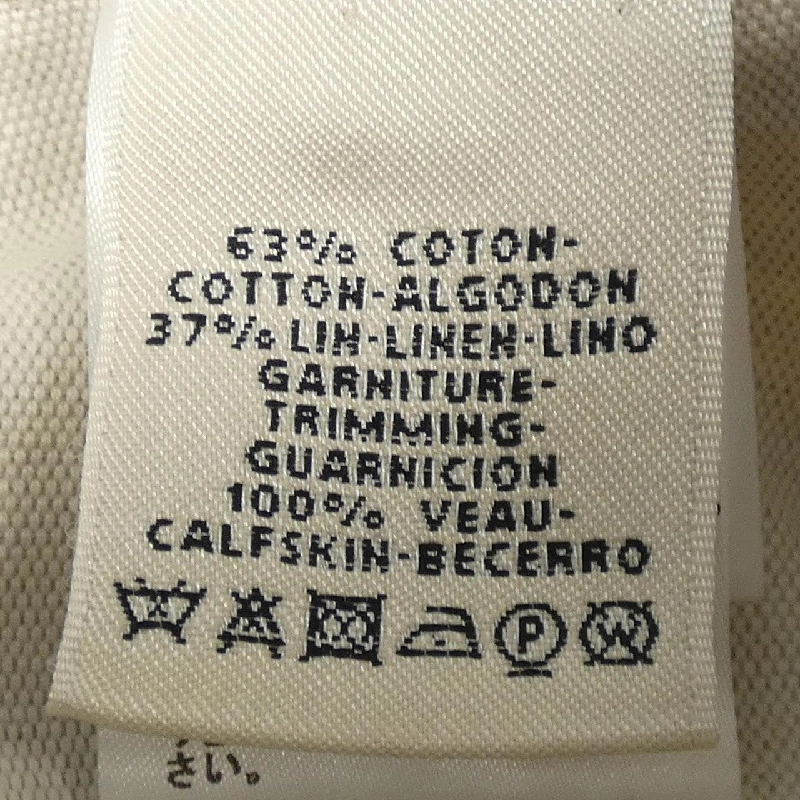 63% COTON-
COTTON-ALGODON
37% LIN-LINEN-LINO
GARNITURE-
TRIMMING-
GUARNICION
100% VEAU-
CALFSKIN-BECERRO
P W
さい。